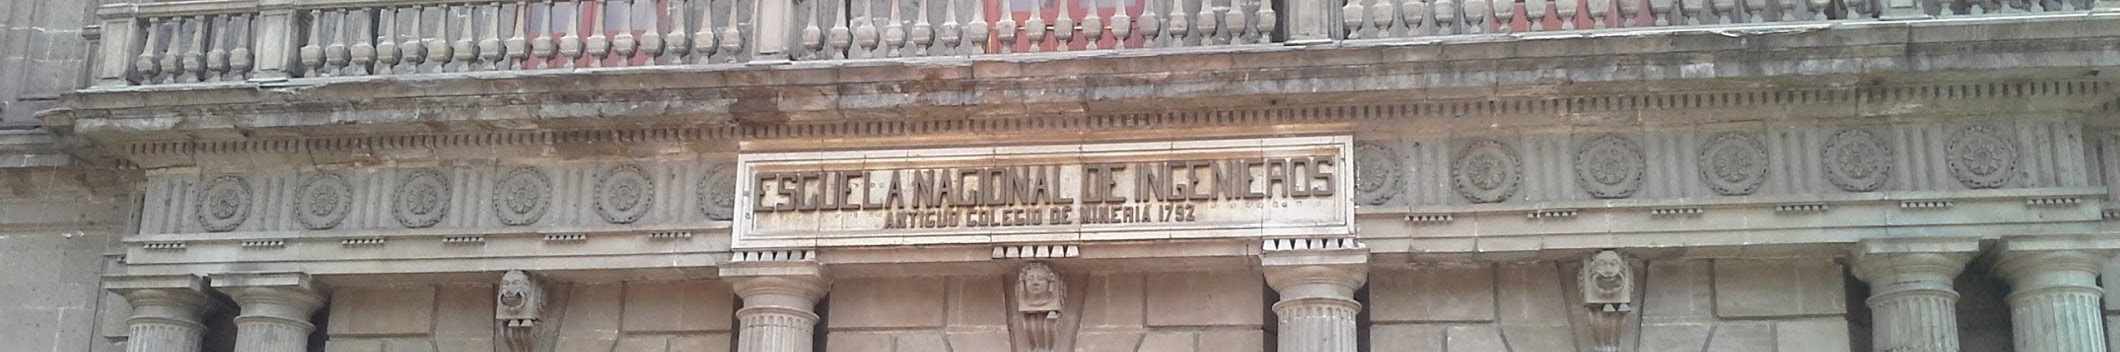 ESCUELA NACIONAL DE INGENIEROS
ANTIGUO COLEGIO DE MINERIA 1792